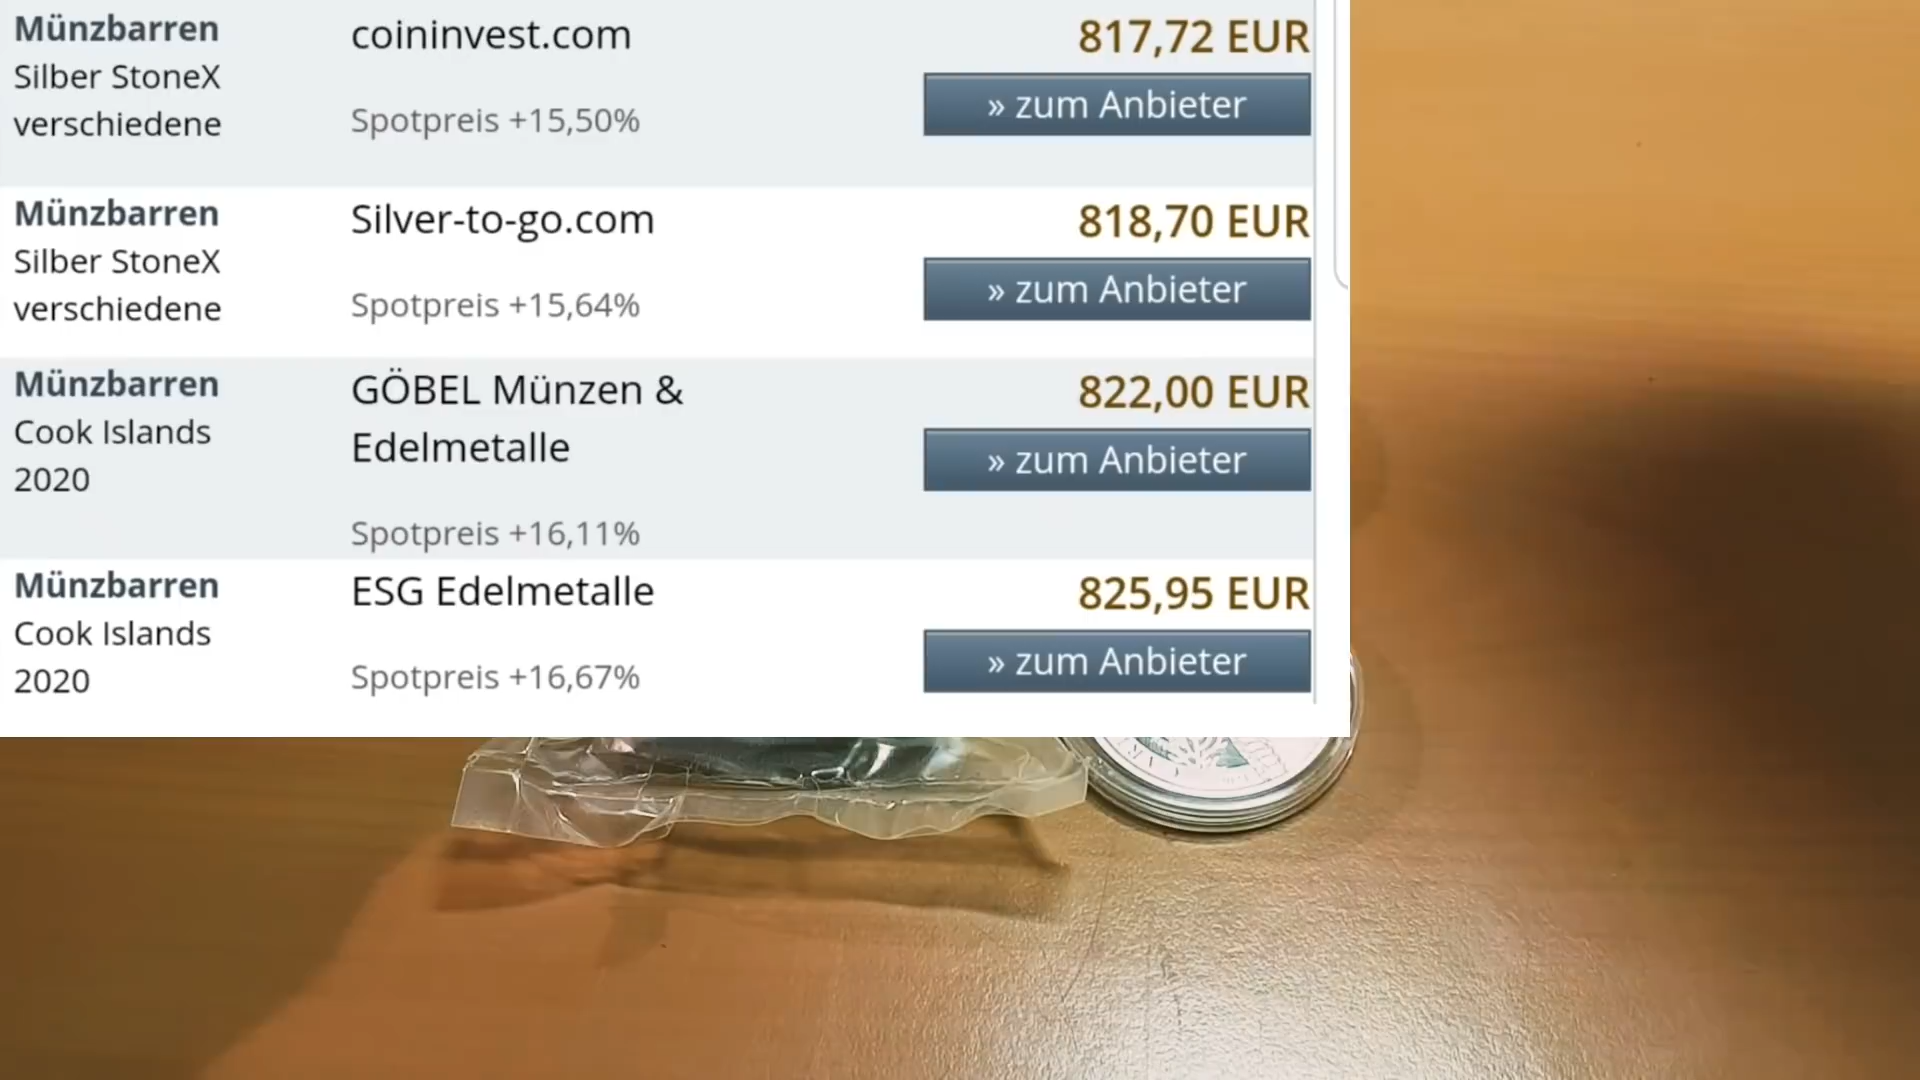 Münzbarren
Silber StoneX
verschiedene
coininvest.com
Spotpreis +15,50%
817,72 EUR
» zum Anbieter
Münzbarren
Silber StoneX
verschiedene
Silver-to-go.com
Spotpreis +15,64%
818,70 EUR
» zum Anbieter
Münzbarren
Cook Islands
2020
GÖBEL Münzen &
Edelmetalle
Spotpreis +16,11%
822,00 EUR
» zum Anbieter
Münzbarren
Cook Islands
2020
ESG Edelmetalle
Spotpreis +16,67%
825,95 EUR
» zum Anbieter